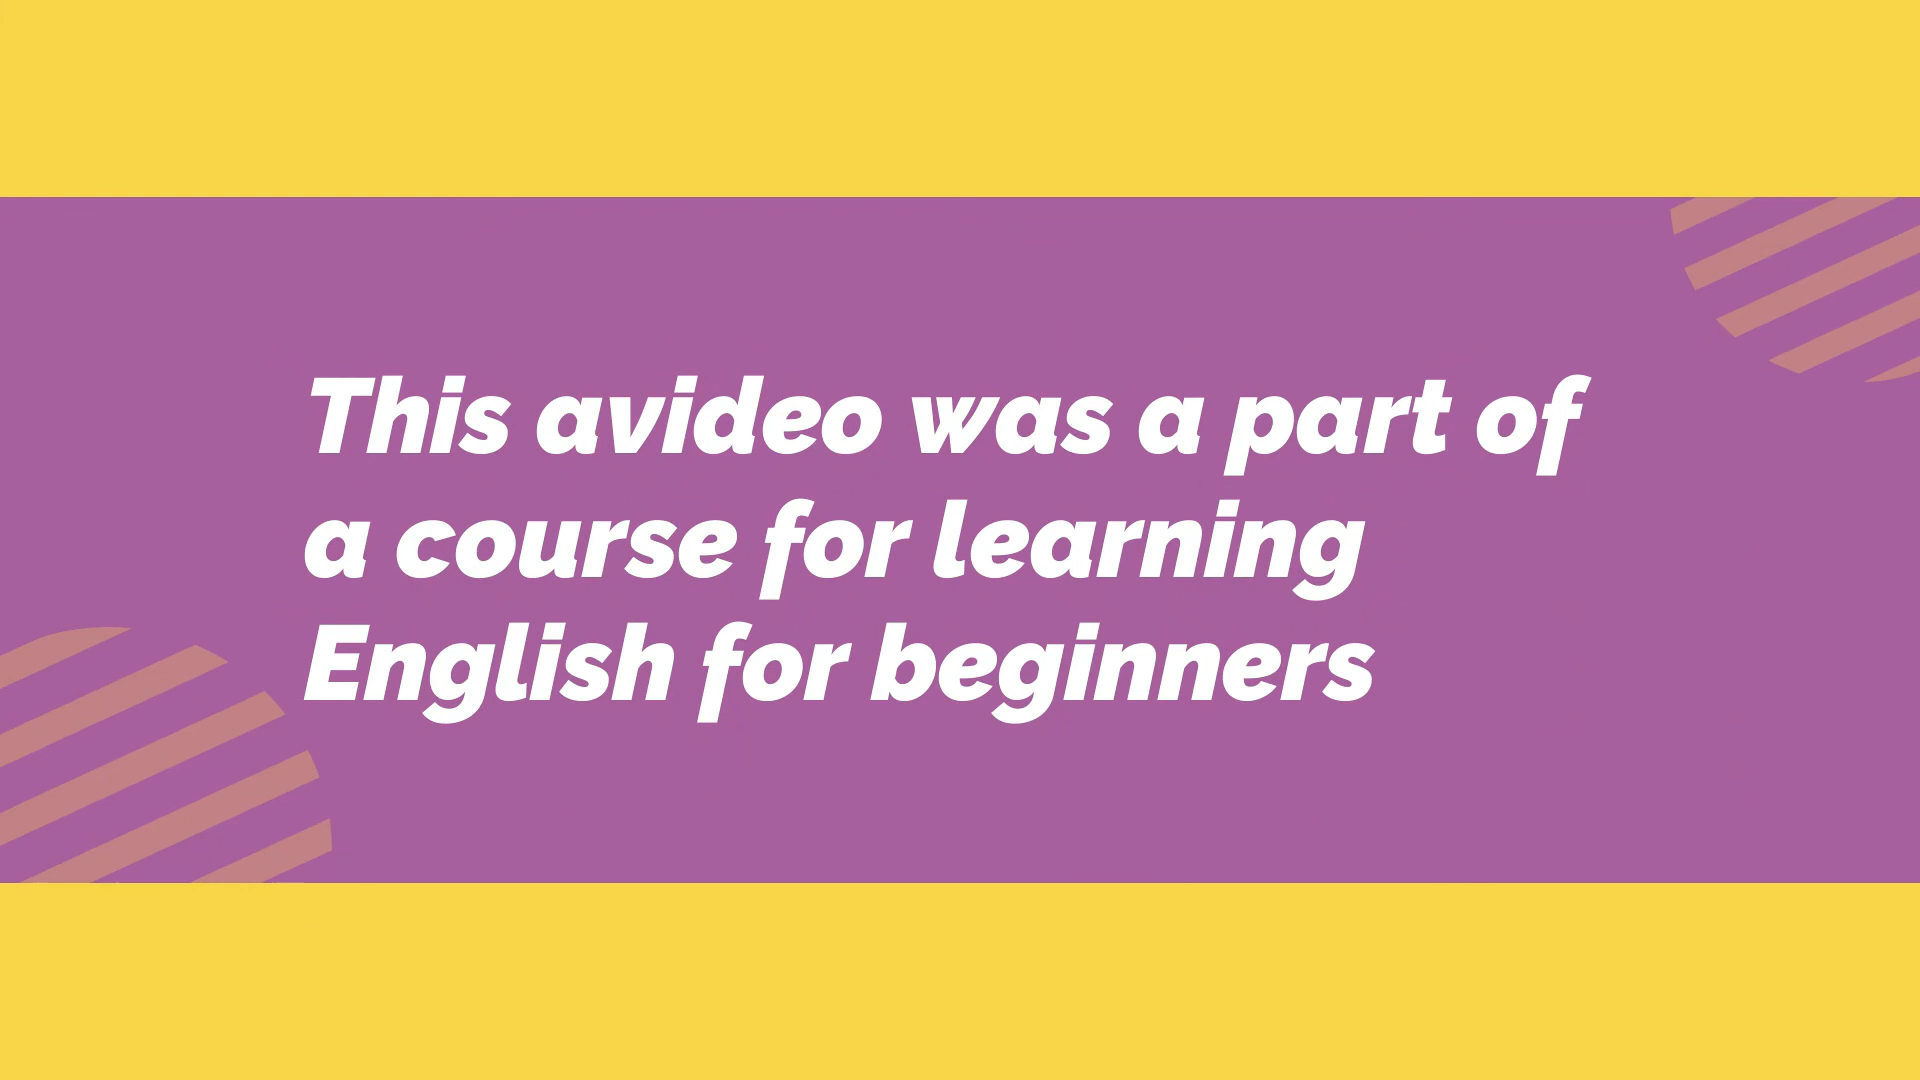 This avideo was a part of
a course for learning
English for beginners